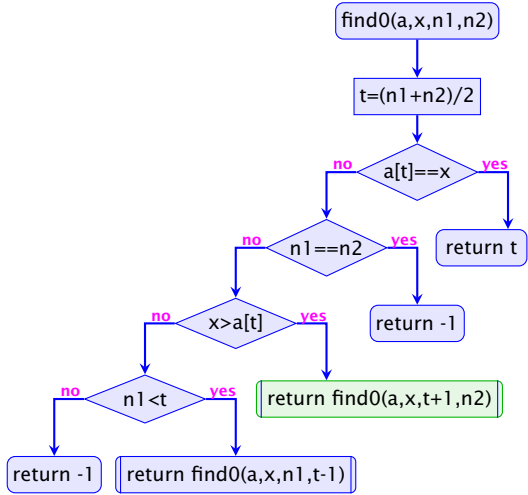 find0(a,x,n1,n2)
t=(n1+n2)/2
a[t]==x
no
yes
return t
n1==n2
no
yes
return -1
x>a[t]
no
yes
return find0(a,x,t+1,n2)
n1<t
no
yes
return -1
return find0(a,x,n1,t-1)